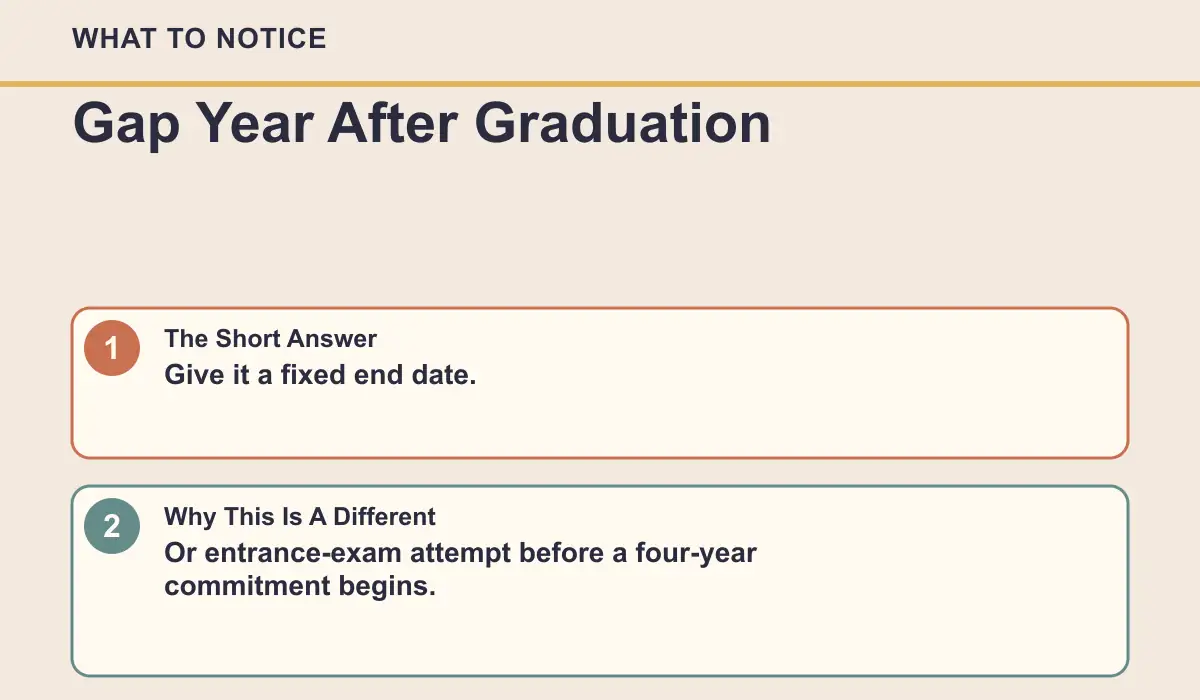 WHAT TO NOTICE
Gap Year After Graduation
1
The Short Answer
Give it a fixed end date.
2
Why This Is A Different
Or entrance-exam attempt before a four-year
commitment begins.